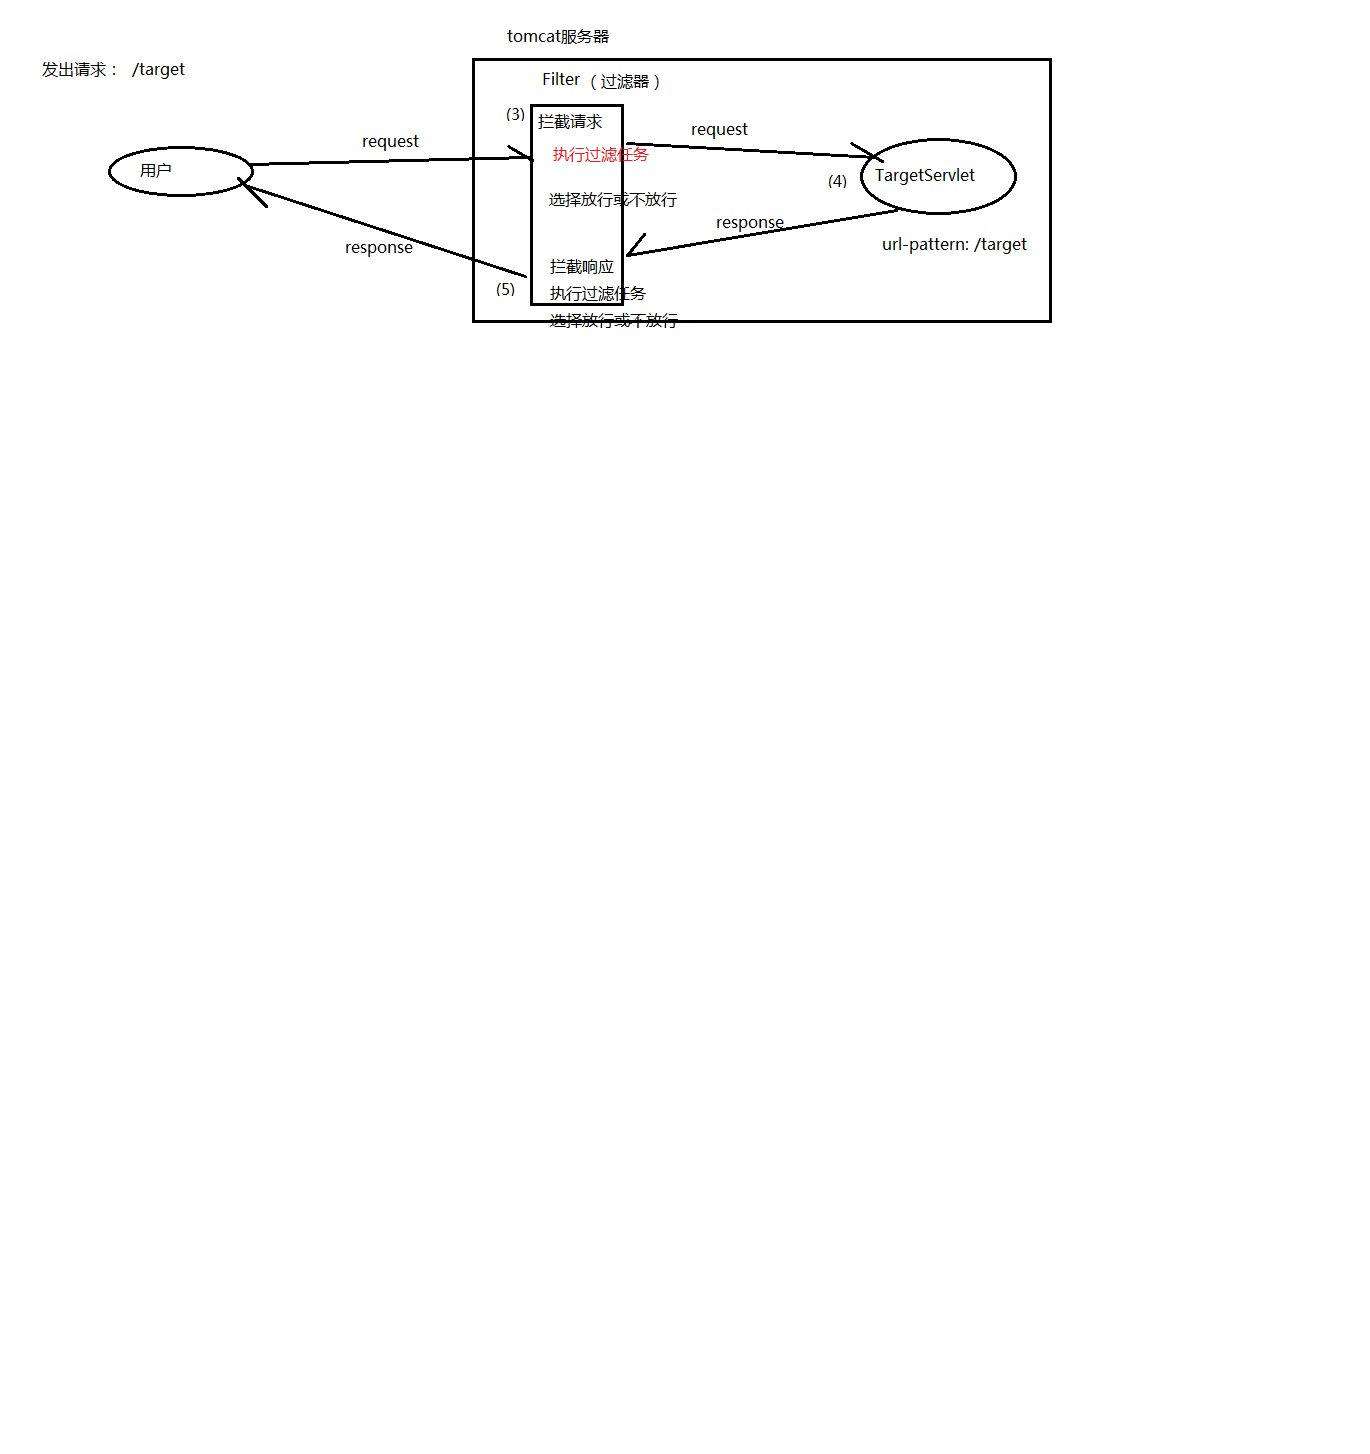 tomcat服务器
发出请求： /target
Filter（过滤器）
(3)
拦截请求
request
request
执行过滤任务
用户
(4)
TargetServlet
选择放行或不放行
response
response
url-pattern: /target
拦截响应
(5)
执行过滤任务
选择放行或不放行